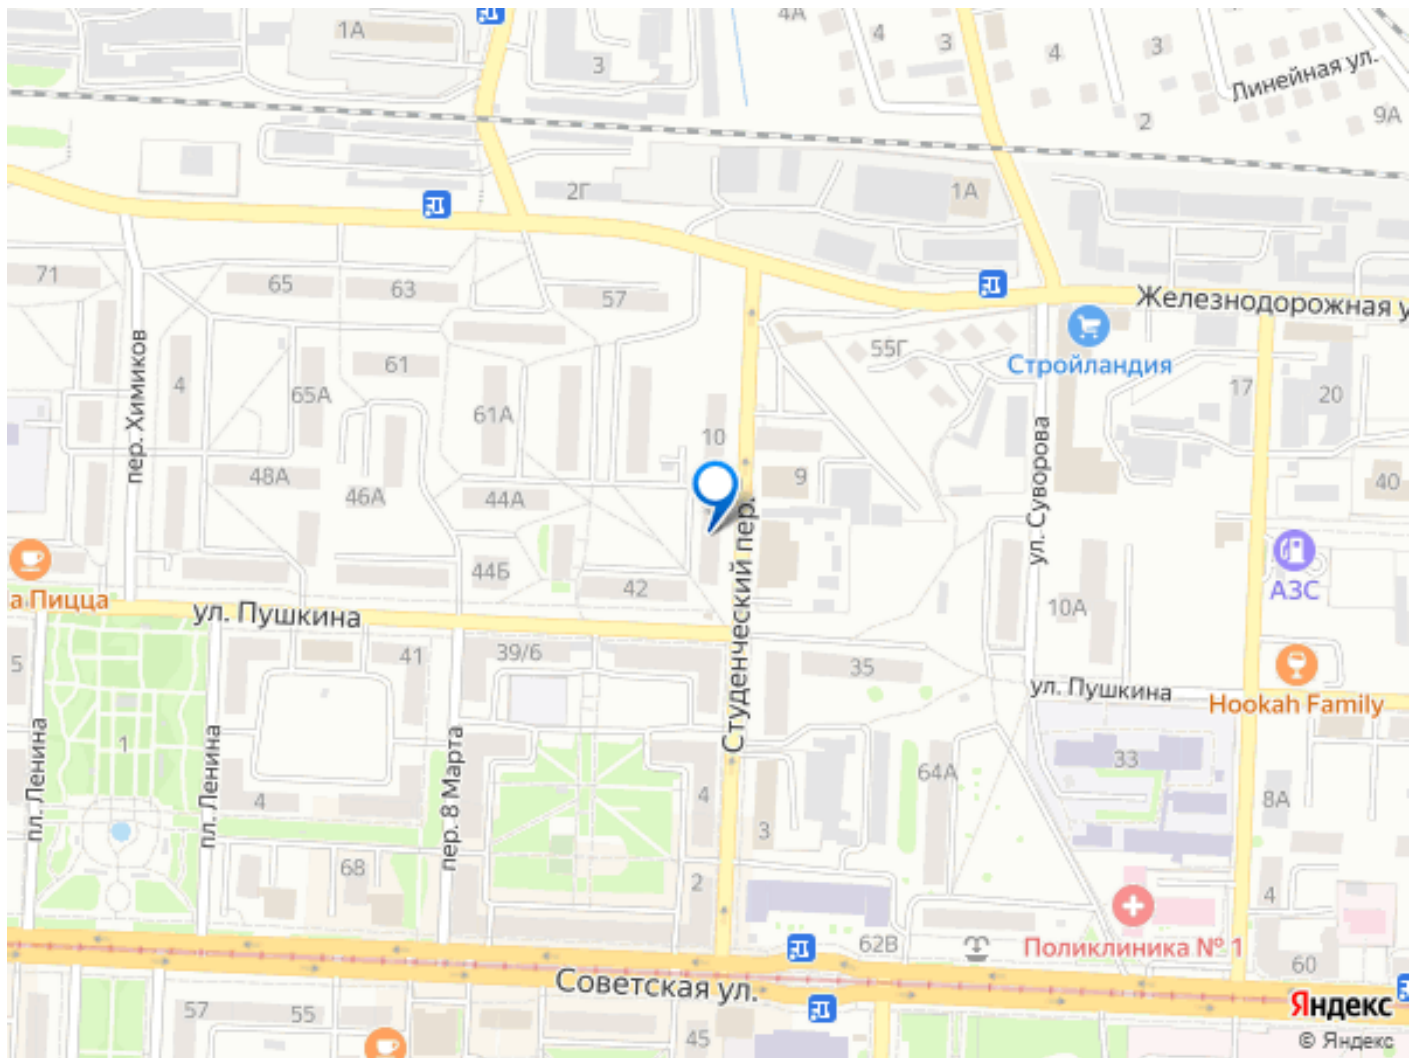 1А
4А
4
3
3
4
3
Линейная ул.
9А
2
2Г
1А
71
65
63
57
Железнодорожная у
Стройландия
55Г
61
4
65А
пер. Химиков
61А
10
17
20
ул. Суворова
48А
46А
44А
9
40
Студенческий пер.
АЗС
44Б
42
10А
а Пицца
ул. Пушкина
5
41
39/6
35
ул. Пушкина
Hookah Family
пл. Ленина
1
пл. Ленина
пер. 8 Марта
33
64А
4
4
3
8А
68
2
4
62В
Поликлиника № 1
60
Советская ул.
57
55
45
Яндекс
© Яндекс